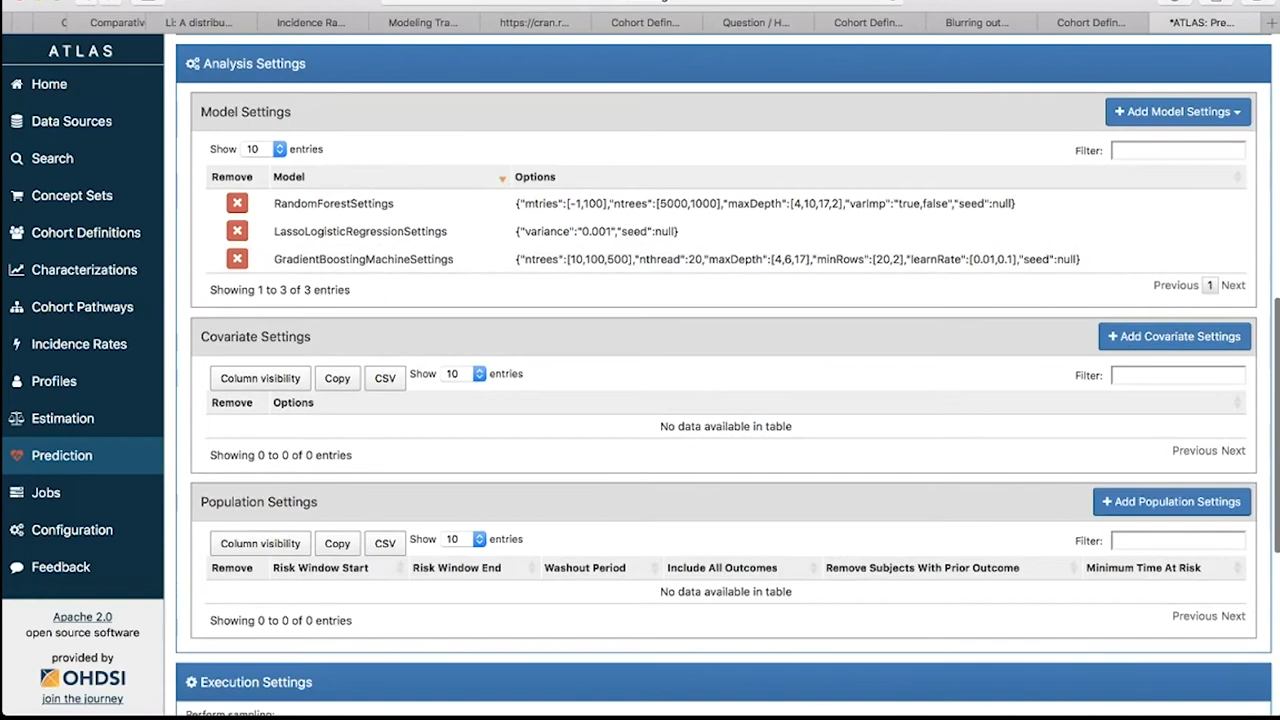 Comparativ
Li: A distribu...
Incidence Ra...
Modeling Tra...
https://cran.r...
Cohort Defin...
Question / H...
Cohort Defin...
Blurring out...
Cohort Defin...
*ATLAS: Pre...
ATLAS
Home
Data Sources
Search
Concept Sets
Cohort Definitions
Characterizations
Cohort Pathways
Incidence Rates
Profiles
Estimation
Prediction
Jobs
Configuration
Feedback
Apache 2.0
open source software
provided by
OHDSI
join the journey
Analysis Settings
Model Settings
+ Add Model Settings
Show 10 entries
Filter:
Remove Model Options
RandomForestSettings {"mtries":[-1,100],"ntrees":[5000,1000],"maxDepth":[4,10,17,2],"varImp":"true,false","seed":null}
LassoLogisticRegressionSettings {"variance":"0.001","seed":null}
GradientBoostingMachineSettings {"ntrees":[10,100,500],"nthread":20,"maxDepth":[4,6,17],"minRows":[20,2],"learnRate":[0.01,0.1],"seed":null}
Showing 1 to 3 of 3 entries
Previous 1 Next
Covariate Settings
+ Add Covariate Settings
Column visibility Copy CSV Show 10 entries
Filter:
Remove Options
No data available in table
Showing 0 to 0 of 0 entries
Previous Next
Population Settings
+ Add Population Settings
Column visibility Copy CSV Show 10 entries
Filter:
Remove Risk Window Start Risk Window End Washout Period Include All Outcomes Remove Subjects With Prior Outcome Minimum Time At Risk
No data available in table
Showing 0 to 0 of 0 entries
Previous Next
Execution Settings
Perform sampling: